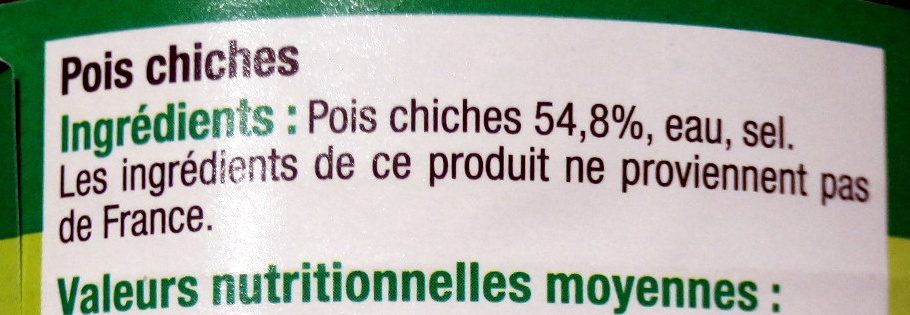 Pois chiches
Ingrédients : Pois chiches 54,8%, eau, sel.
Les ingrédients de ce produit ne proviennent pas
de France.
Valeurs nutritionnelles moyennes :